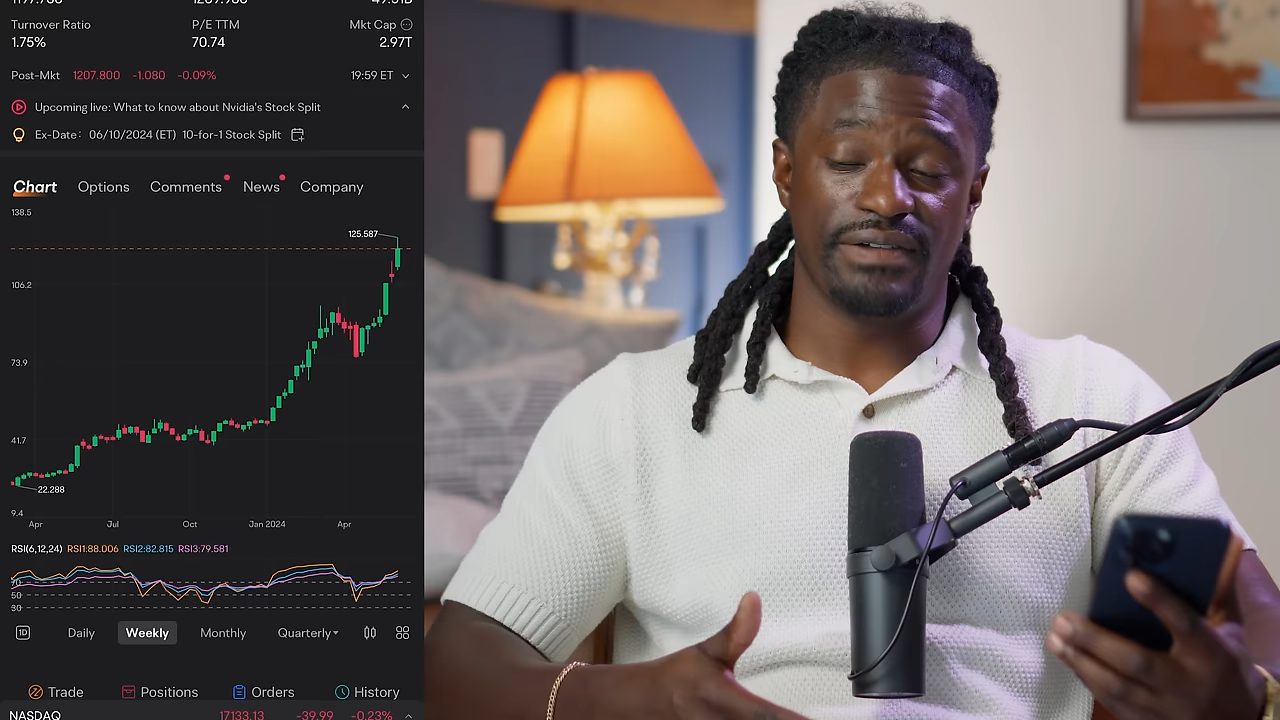 Turnover Ratio P/E TTM Mkt Cap
1.75% 70.74 2.97T
Post-Mkt 1207.800 -1.080 -0.09% 19:59 ET
Upcoming live: What to know about Nvidia's Stock Split
Ex-Date: 06/10/2024 (ET) 10-for-1 Stock Split
Chart Options Comments News Company
138.5
125.587
106.2
73.9
41.7
22.288
9.4
Apr Jul Oct Jan 2024 Apr
RSI(6,12,24) RSI1:88.006 RSI2:82.815 RSI3:79.581
70
50
30
1D Daily Weekly Monthly Quarterly
Trade Positions Orders History
NASDAQ 17133.13 -39.99 -0.23%